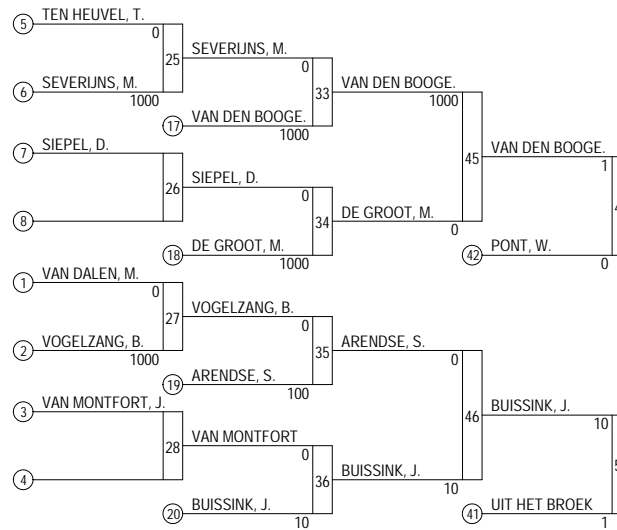 5 TEN HEUVEL, T.
0
25
SEVERIJNS, M.
0
6 SEVERIJNS, M.
1000
33
VAN DEN BOOGE.
1000
17 VAN DEN BOOGE.
1000
7 SIEPEL, D.
45
VAN DEN BOOGE.
1
26
SIEPEL, D.
0
8
34
DE GROOT, M.
0
18 DE GROOT, M.
1000
42 PONT, W.
0
1 VAN DALEN, M.
0
27
VOGELZANG, B.
0
2 VOGELZANG, B.
1000
35
ARENDSE, S.
0
19 ARENDSE, S.
100
3 VAN MONTFORT, J.
46
BUISSINK, J.
10
28
VAN MONTFORT
0
4
36
BUISSINK, J.
10
20 BUISSINK, J.
10
41 UIT HET BROEK
1